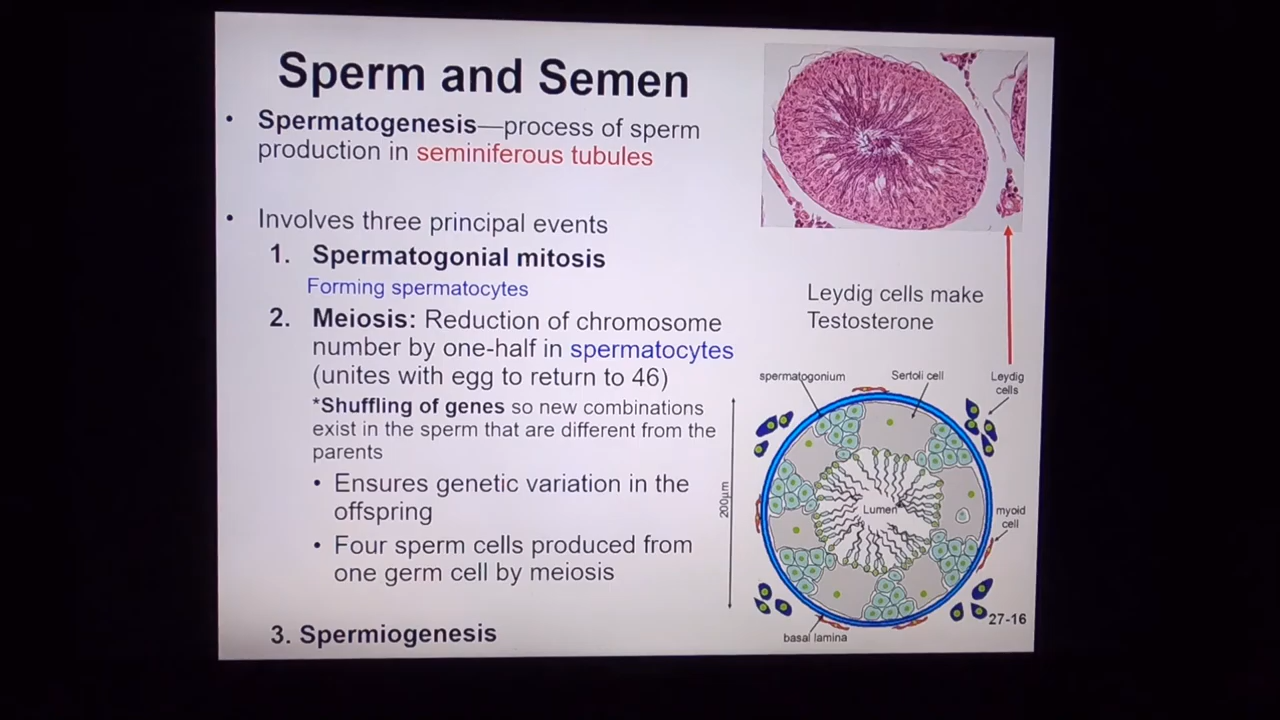 Sperm and Semen
• Spermatogenesis—process of sperm
production in seminiferous tubules
• Involves three principal events
1. Spermatogonial mitosis
Forming spermatocytes
2. Meiosis: Reduction of chromosome
number by one-half in spermatocytes
(unites with egg to return to 46)
*Shuffling of genes so new combinations
exist in the sperm that are different from the
parents
• Ensures genetic variation in the
offspring
• Four sperm cells produced from
one germ cell by meiosis
3. Spermiogenesis
Leydig cells make
Testosterone
spermatogonium
Sertoli cell
Leydig
cells
200µm
Lumen
myoid
cell
basal lamina
27-16